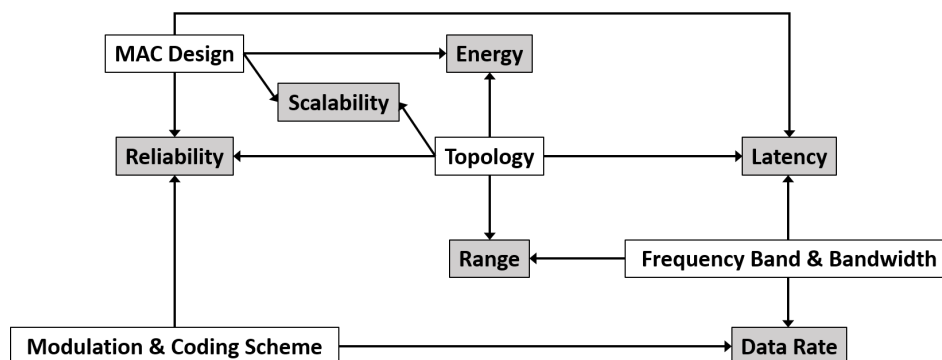 MAC Design
Energy
Scalability
Reliability
Topology
Latency
Range
Frequency Band & Bandwidth
Modulation & Coding Scheme
Data Rate